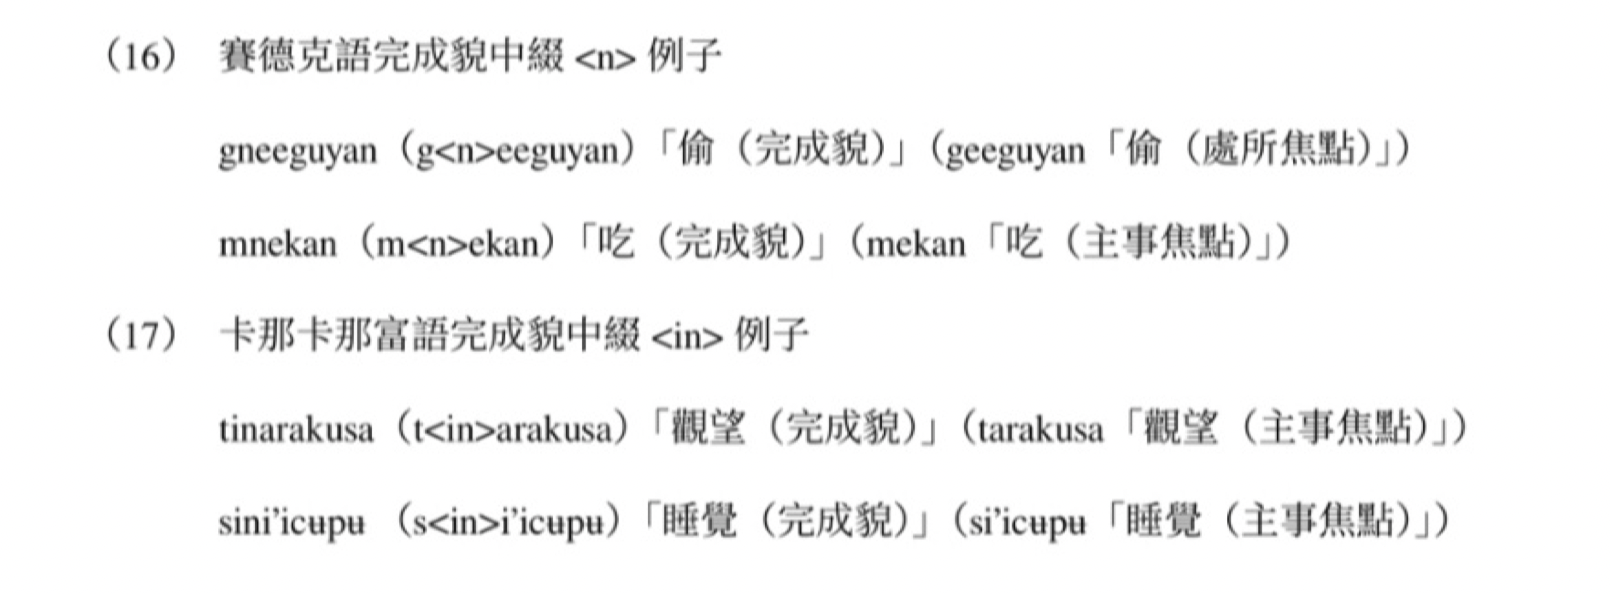 （16） 賽德克語完成貌中綴 <n> 例子
gneeguyan（g<n>eeguyan）「偷（完成貌）」（geeguyan「偷（處所焦點）」）
mnekan（m<n>ekan）「吃（完成貌）」（mekan「吃（主事焦點）」）
（17） 卡那卡那富語完成貌中綴 <in> 例子
tinarakusa（t<in>arakusa）「觀望（完成貌）」（tarakusa「觀望（主事焦點）」）
sini’icʉpʉ （s<in>i’icʉpʉ）「睡覺（完成貌）」（si’icʉpʉ「睡覺（主事焦點）」）